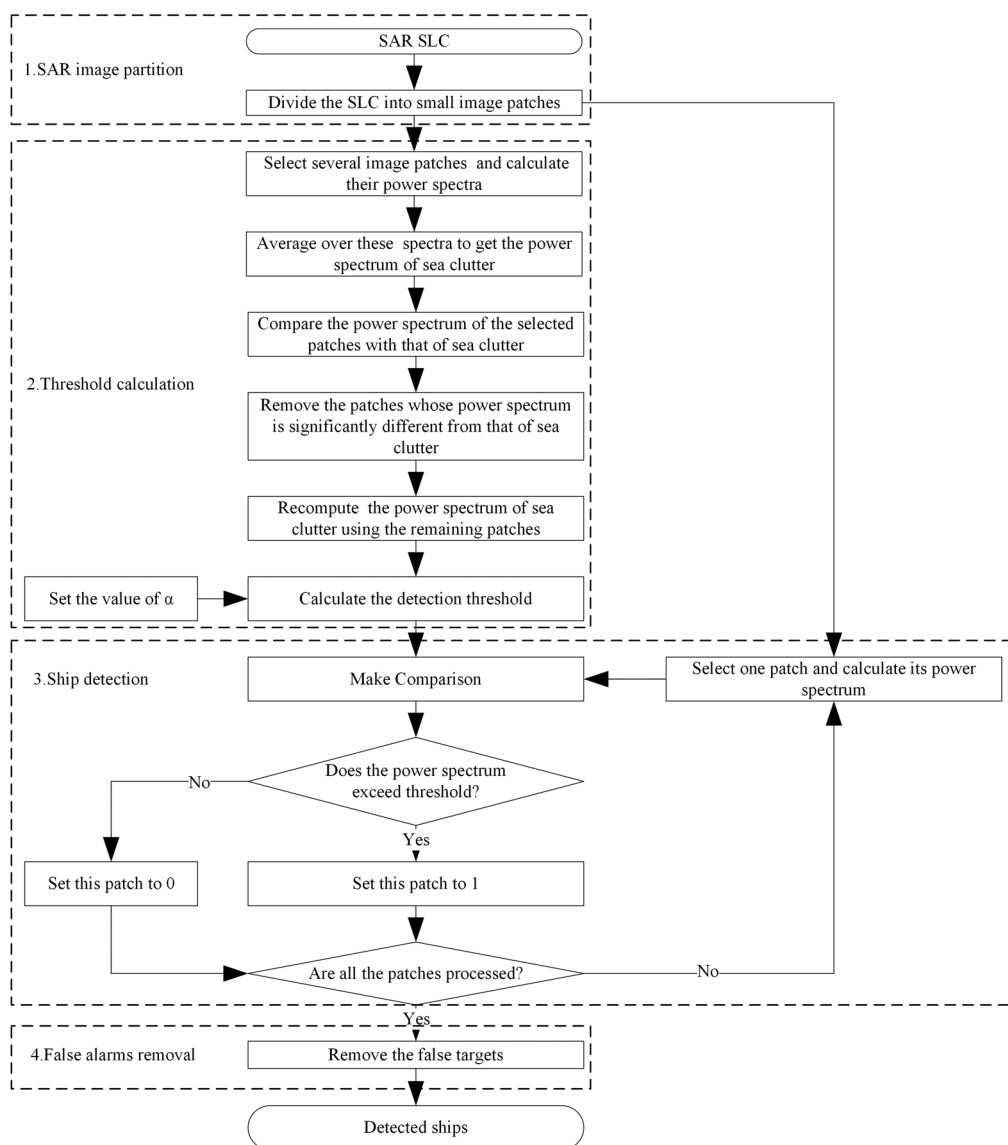 SAR SLC
1.SAR image partition
Divide the SLC into small image patches
Select several image patches and calculate
their power spectra
Average over these spectra to get the power
spectrum of sea clutter
Compare the power spectrum of the selected
patches with that of sea clutter
2.Threshold calculation
Remove the patches whose power spectrum
is significantly different from that of sea
clutter
Recompute the power spectrum of sea
clutter using the remaining patches
Set the value of α
Calculate the detection threshold
3.Ship detection
Make Comparison
Select one patch and calculate its power
spectrum
Does the power spectrum
exceed threshold?
No
Yes
Set this patch to 0
Set this patch to 1
Are all the patches processed?
No
Yes
4.False alarms removal
Remove the false targets
Detected ships